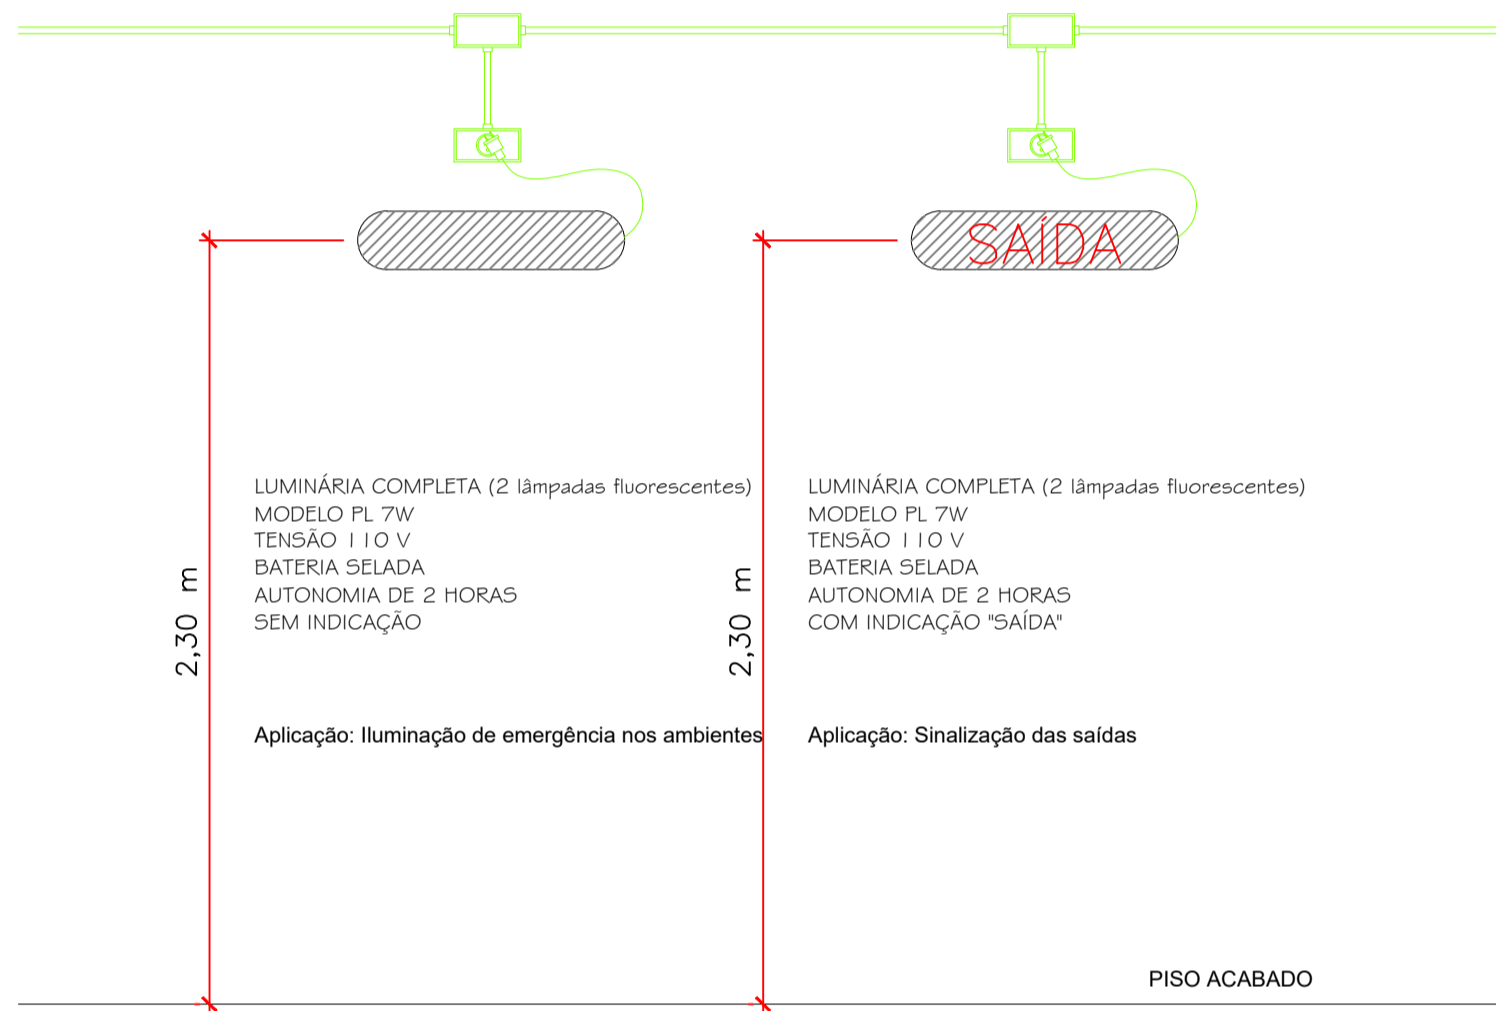 SAÍDA
LUMINÁRIA COMPLETA (2 lâmpadas fluorescentes)
MODELO PL 7W
TENSÃO 110 V
BATERIA SELADA
AUTONOMIA DE 2 HORAS
SEM INDICAÇÃO
2,30 m
Aplicação: Iluminação de emergência nos ambientes
LUMINÁRIA COMPLETA (2 lâmpadas fluorescentes)
MODELO PL 7W
TENSÃO 110 V
BATERIA SELADA
AUTONOMIA DE 2 HORAS
COM INDICAÇÃO "SAÍDA"
2,30 m
Aplicação: Sinalização das saídas
PISO ACABADO